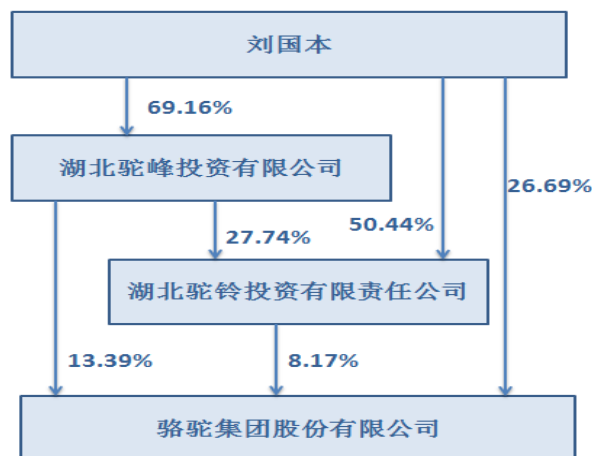 刘国本
69.16%
湖北驼峰投资有限公司
26.69%
27.74%
50.44%
湖北驼铃投资有限责任公司
13.39%
8.17%
骆驼集团股份有限公司